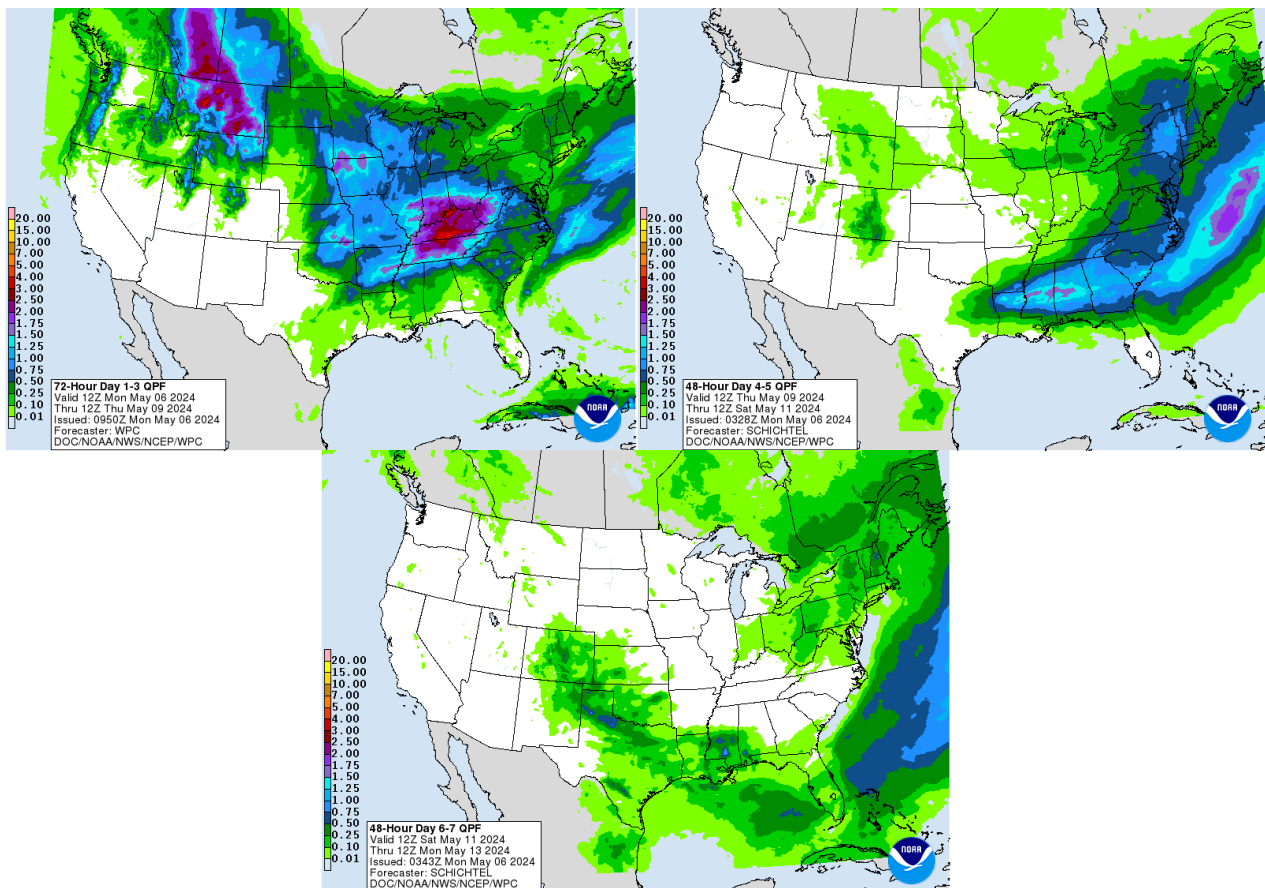 20.00
15.00
10.00
7.00
5.00
4.00
3.00
2.50
2.00
1.75
1.50
1.25
1.00
0.75
0.50
0.25
0.10
0.01
72-Hour Day 1-3 QPF
Valid 12Z Mon May 06 2024
Thru 12Z Thu May 09 2024
Issued: 0950Z Mon May 06 2024
Forecaster: WPC
DOC/NOAA/NWS/NCEP/WPC
NOAA
20.00
15.00
10.00
7.00
5.00
4.00
3.00
2.50
2.00
1.75
1.50
1.25
1.00
0.75
0.50
0.25
0.10
0.01
48-Hour Day 4-5 QPF
Valid 12Z Thu May 09 2024
Thru 12Z Sat May 11 2024
Issued: 0328Z Mon May 06 2024
Forecaster: SCHICHTEL
DOC/NOAA/NWS/NCEP/WPC
NOAA
20.00
15.00
10.00
7.00
5.00
4.00
3.00
2.50
2.00
1.75
1.50
1.25
1.00
0.75
0.50
0.25
0.10
0.01
48-Hour Day 6-7 QPF
Valid 12Z Sat May 11 2024
Thru 12Z Mon May 13 2024
Issued: 0343Z Mon May 06 2024
Forecaster: SCHICHTEL
DOC/NOAA/NWS/NCEP/WPC
NOAA